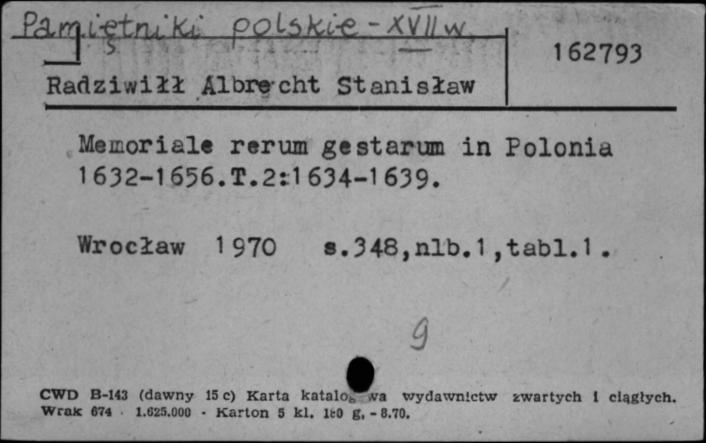 Pamiętniki polskie - XVII w.
162793
Radziwiłł Albrecht Stanisław
Memoriale rerum gestarum in Polonia
1632-1656.T.2:1634-1639.
Wrocław 1970 s.348,nlb.1,tabl.1.
9
CWD B-143 (dawny 15 c) Karta katalogowa wydawnictw zwartych i ciągłych.
Wrak 674 · 1.625.000 · Karton 5 kl. 180 g, - 8.70.